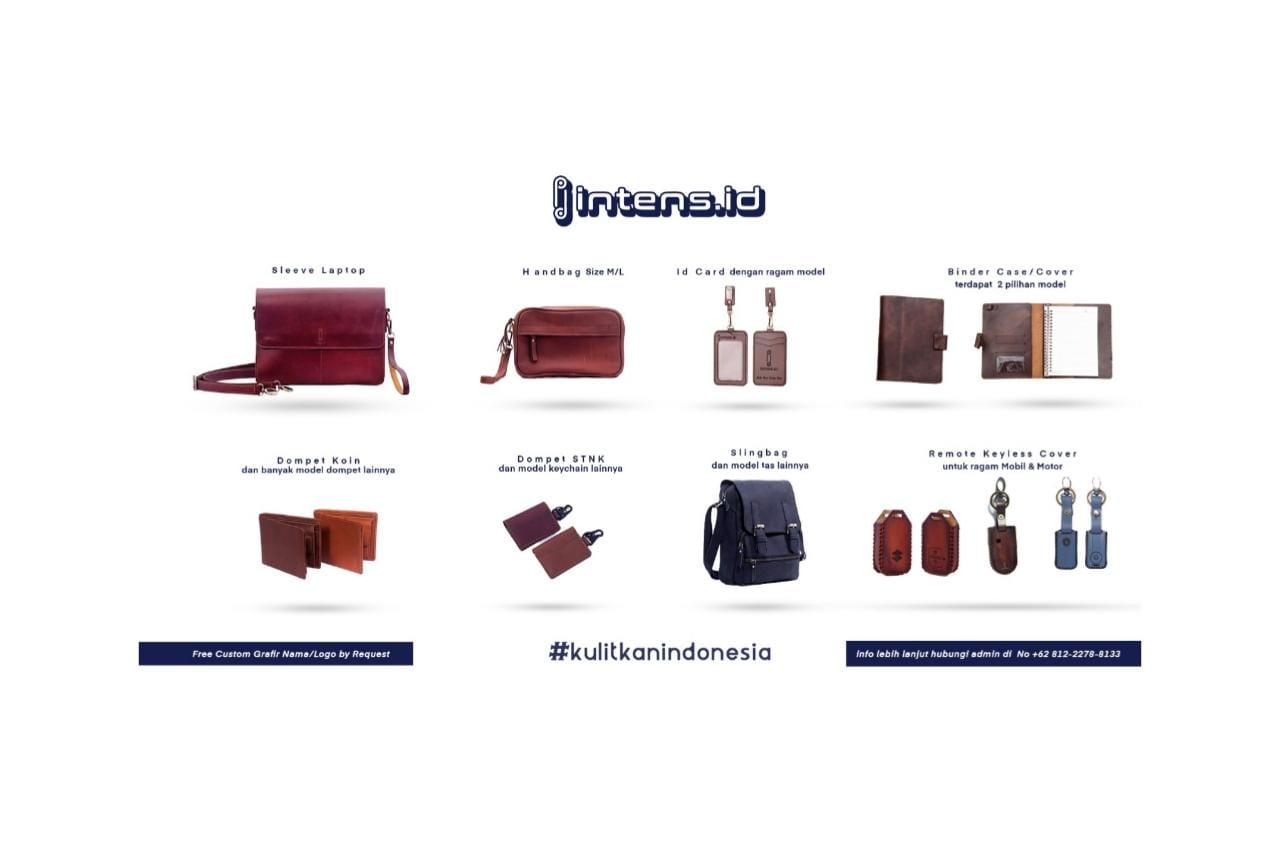 intens.id
Sleeve Laptop
Handbag Size M/L
Id Card dengan ragam model
Binder Case/Cover
terdapat 2 pilihan model
Dompet Koin
dan banyak model dompet lainnya
Dompet STNK
dan model keychain lainnya
Slingbag
dan model tas lainnya
Remote Keyless Cover
untuk ragam Mobil & Motor
Free Custom Grafir Nama/Logo by Request
#kulitkanindonesia
Info lebih lanjut hubungi admin di No +62 812-2278-8133